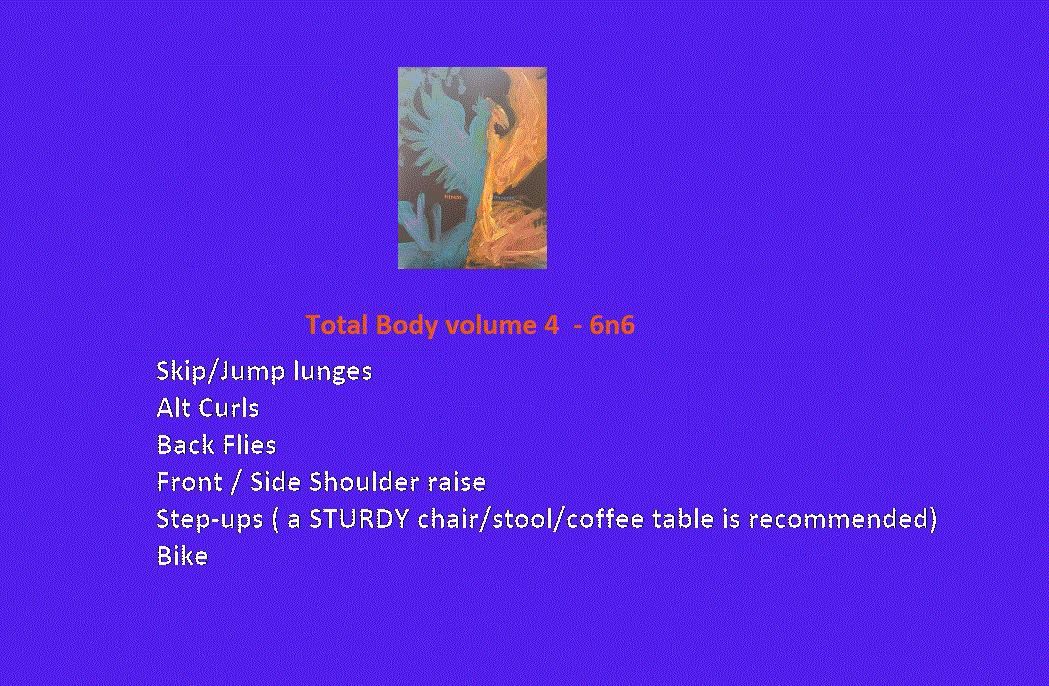 fitness
Total Body volume 4 - 6n6
Skip/Jump lunges
Alt Curls
Back Flies
Front / Side Shoulder raise
Step-ups ( a STURDY chair/stool/coffee table is recommended)
Bike